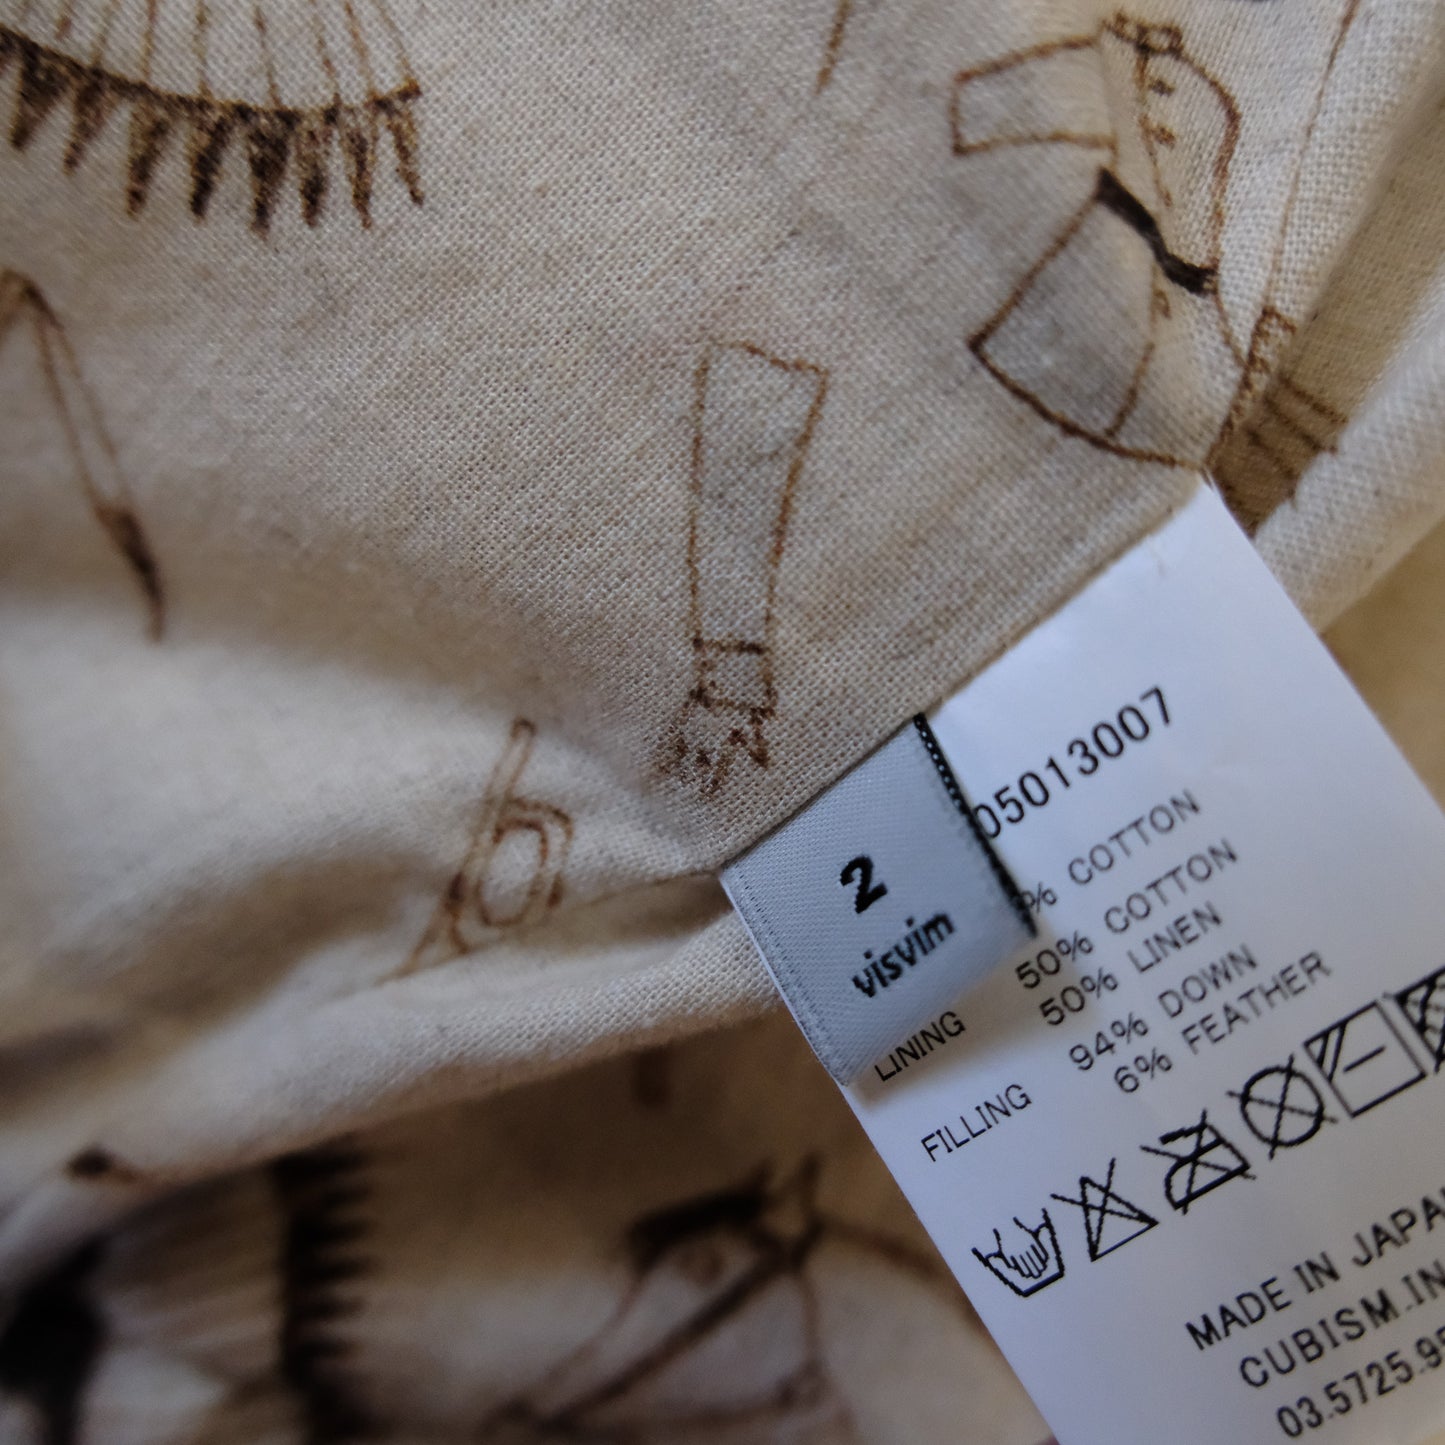 2
visvim
05013007
% COTTON
50% COTTON
LINING 50% LINEN
94% DOWN
FILLING 6% FEATHER
MADE IN JAPA
CUBISM.IN
03.5725.95